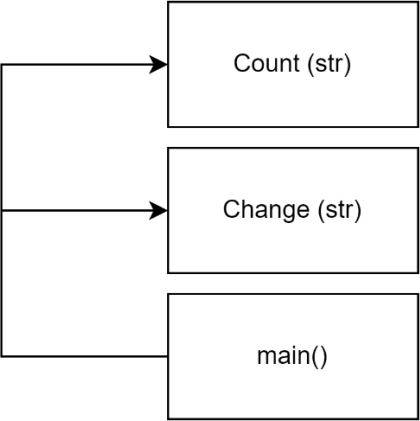 Count (str)
Change (str)
main()